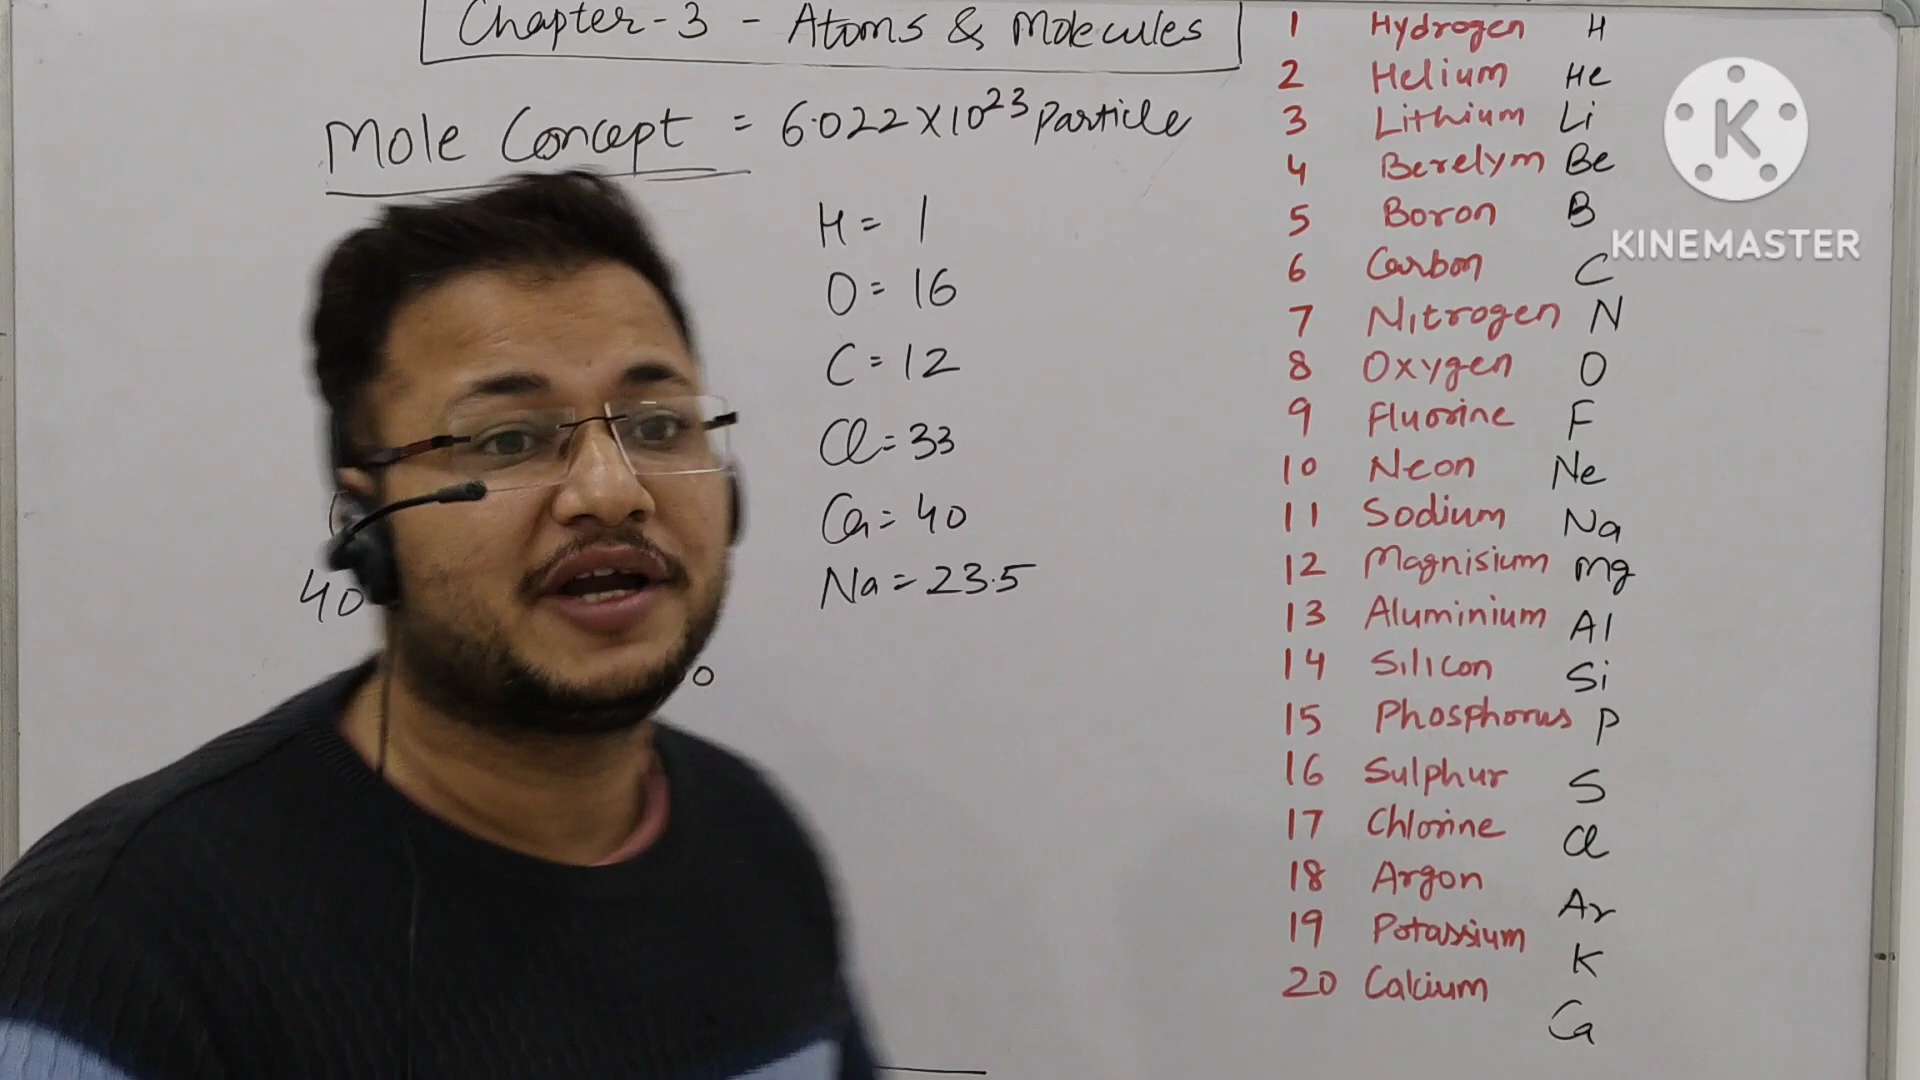 Chapter-3 - Atoms & Molecules
Mole Concept = 6.022 X 10^23 Particle
H = 1
O = 16
C = 12
Cl = 33
Ca = 40
Na = 23.5
40
0
1 Hydrogen H
2 Helium He
3 Lithium Li
4 Berelym Be
5 Boron B
6 Carbon C
7 Nitrogen N
8 Oxygen O
9 Fluorine F
10 Neon Ne
11 Sodium Na
12 Magnisium Mg
13 Aluminium Al
14 Silicon Si
15 Phosphorus P
16 Sulphur S
17 Chlorine Cl
18 Argon Ar
19 Potassium K
20 Calcium Ca
K
KINEMASTER